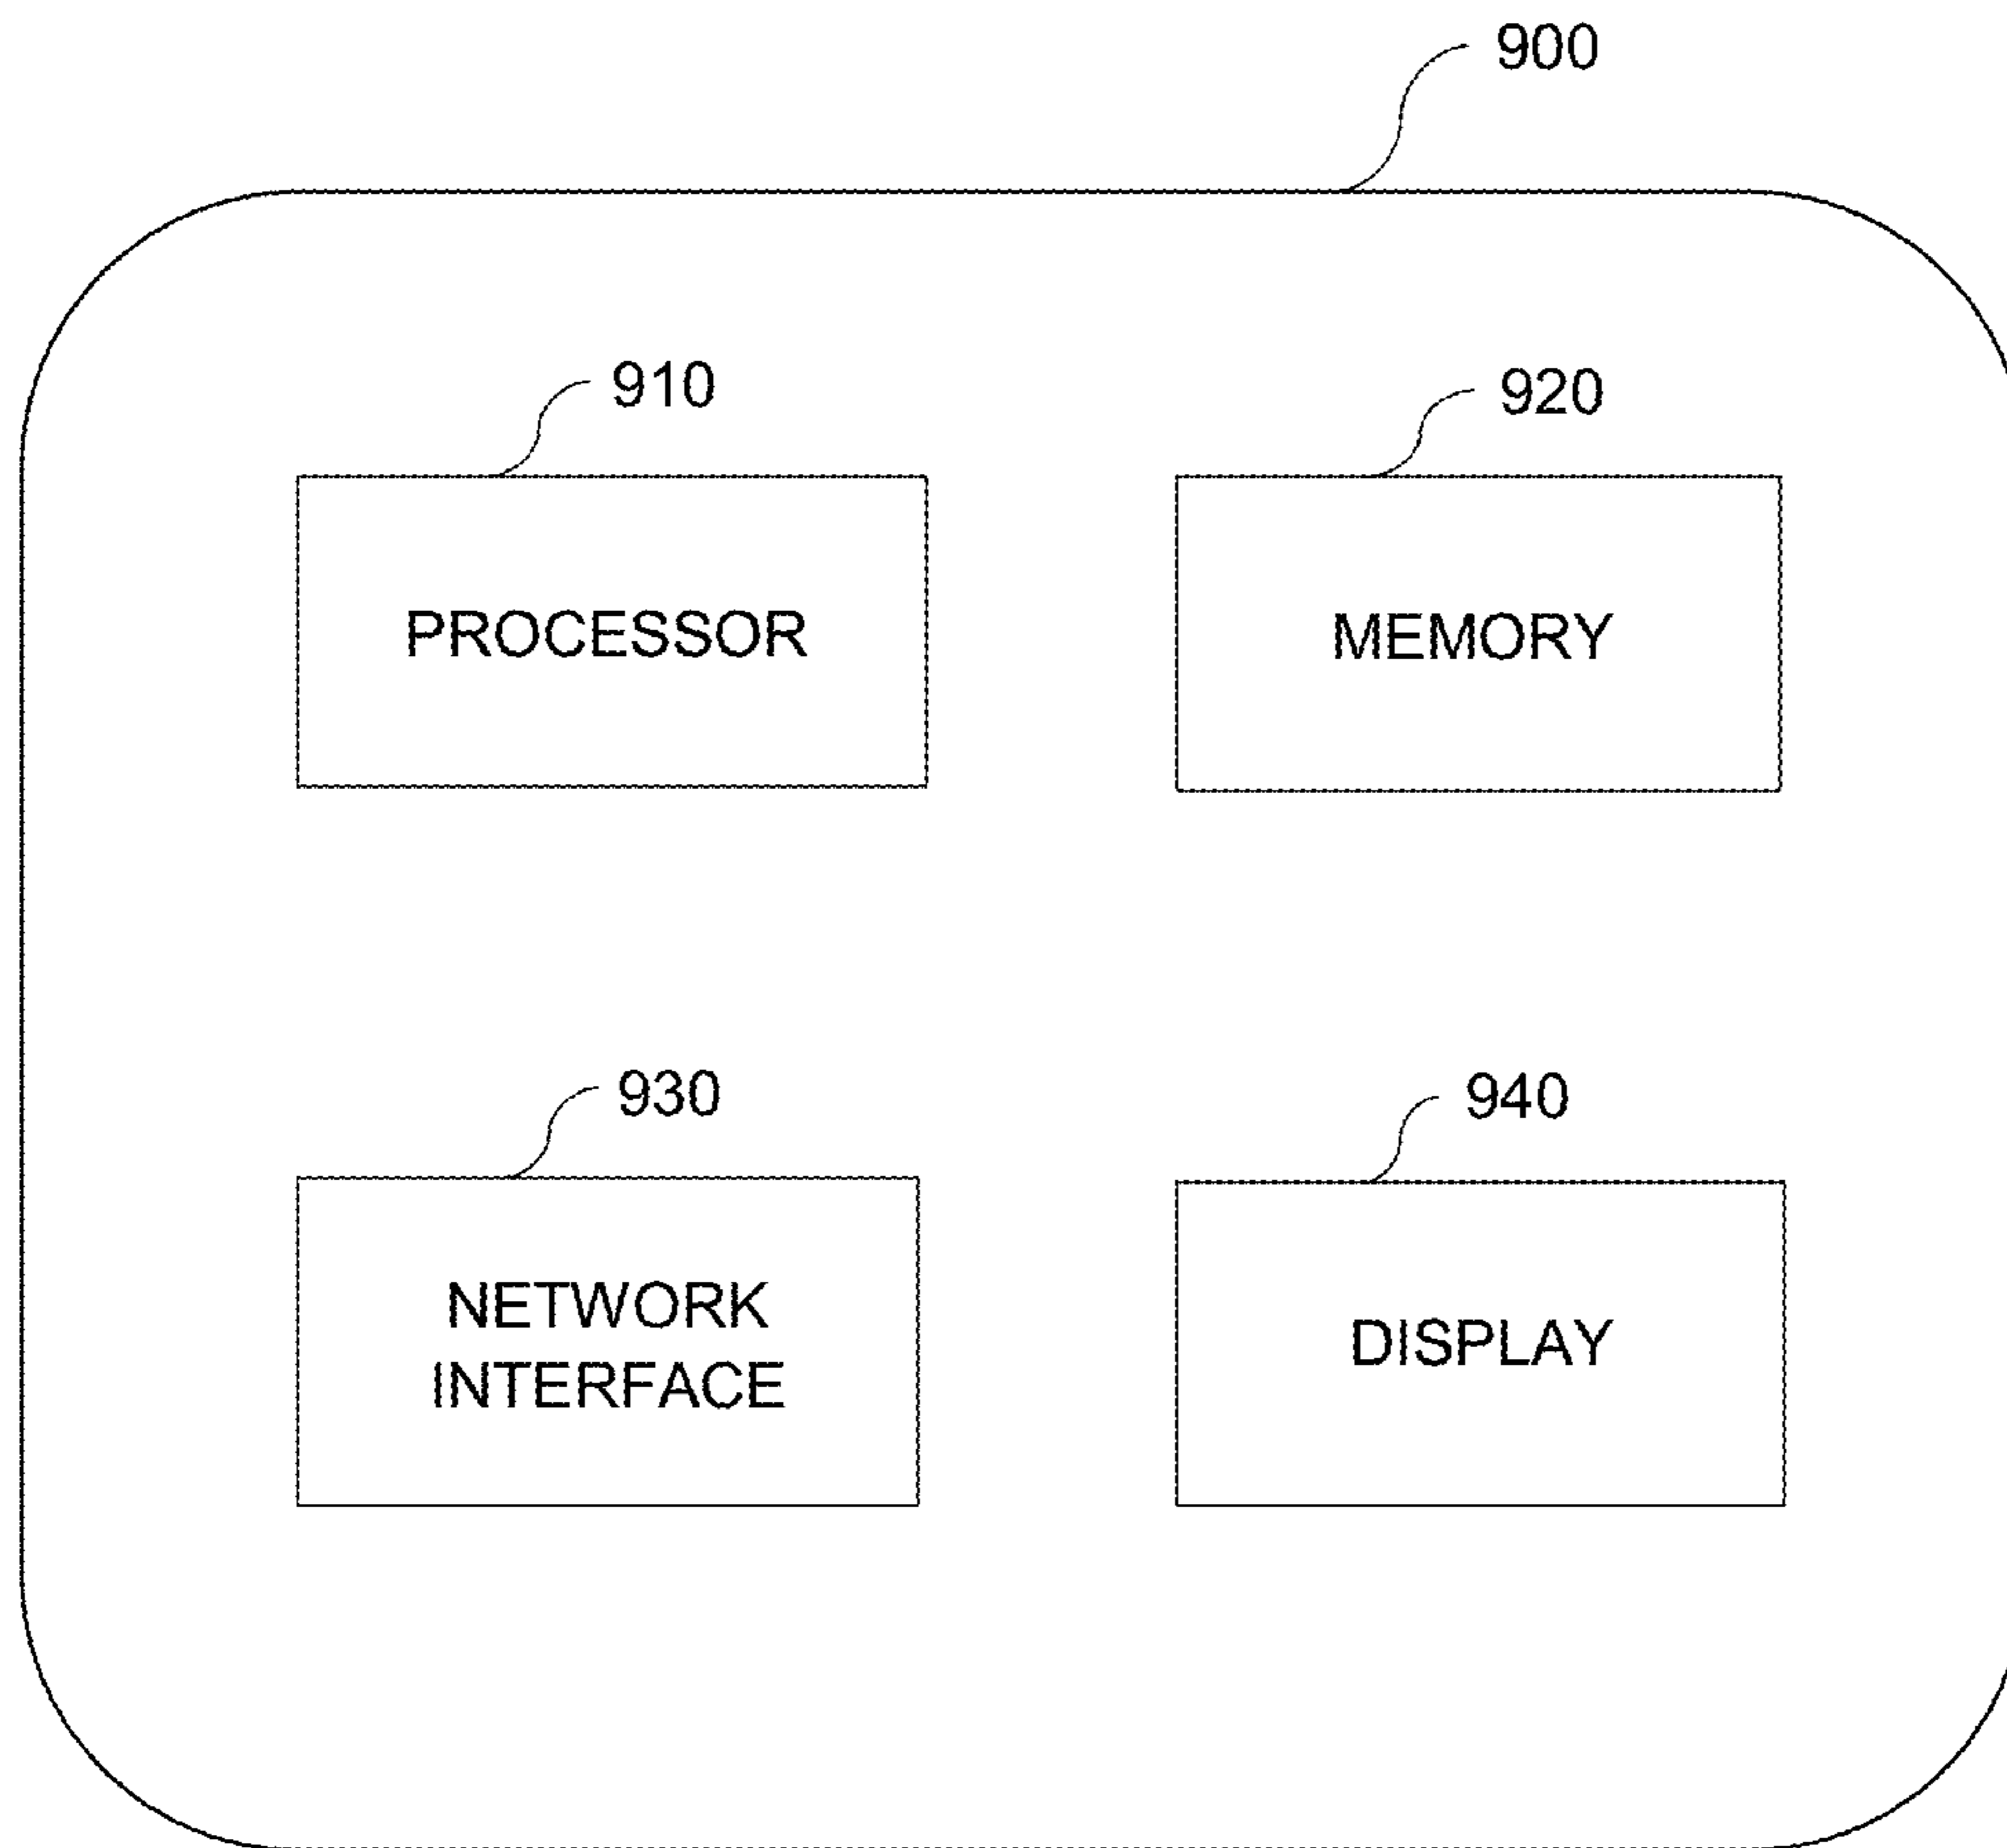 900
910
920
PROCESSOR
MEMORY
930
940
NETWORK
INTERFACE
DISPLAY